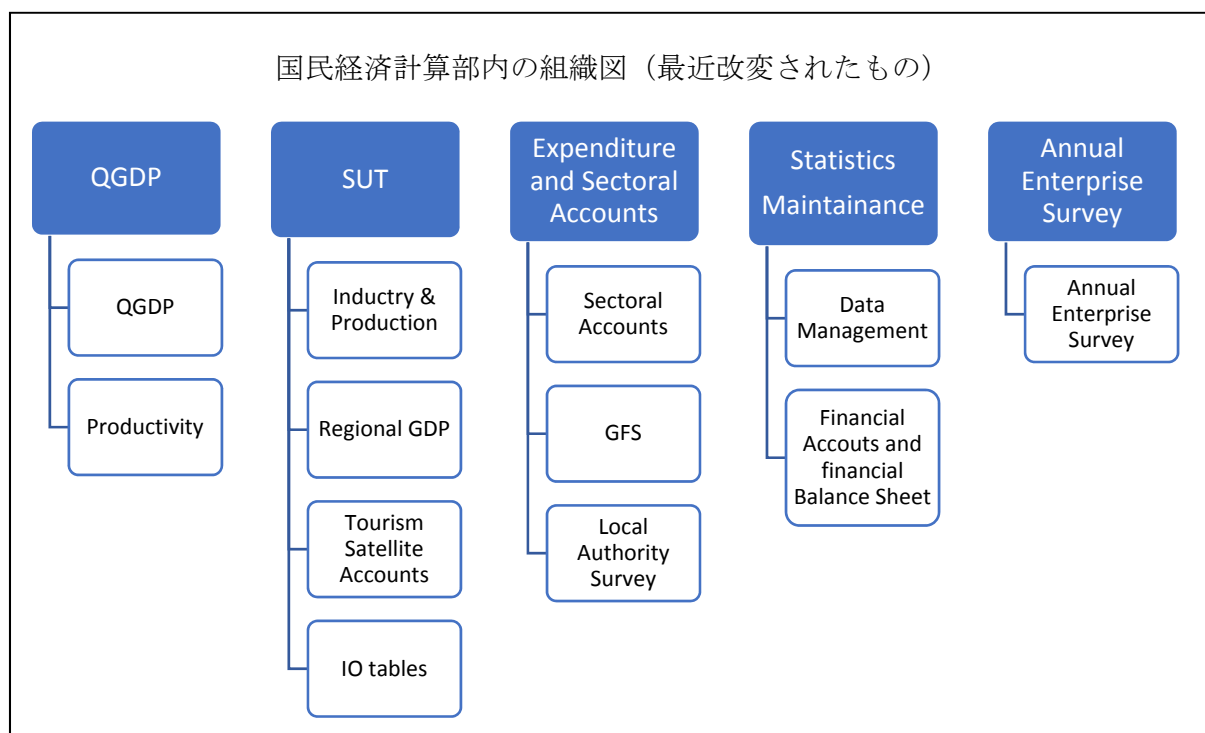 国民経済計算部内の組織図（最近改変されたもの）
QGDP
QGDP
Productivity
SUT
Inductry &
Production
Regional GDP
Tourism
Satellite
Accounts
IO tables
Expenditure
and Sectoral
Accounts
Sectoral
Accounts
GFS
Local
Authority
Survey
Statistics
Maintainance
Data
Management
Financial
Accouts and
financial
Balance Sheet
Annual
Enterprise
Survey
Annual
Enterprise
Survey